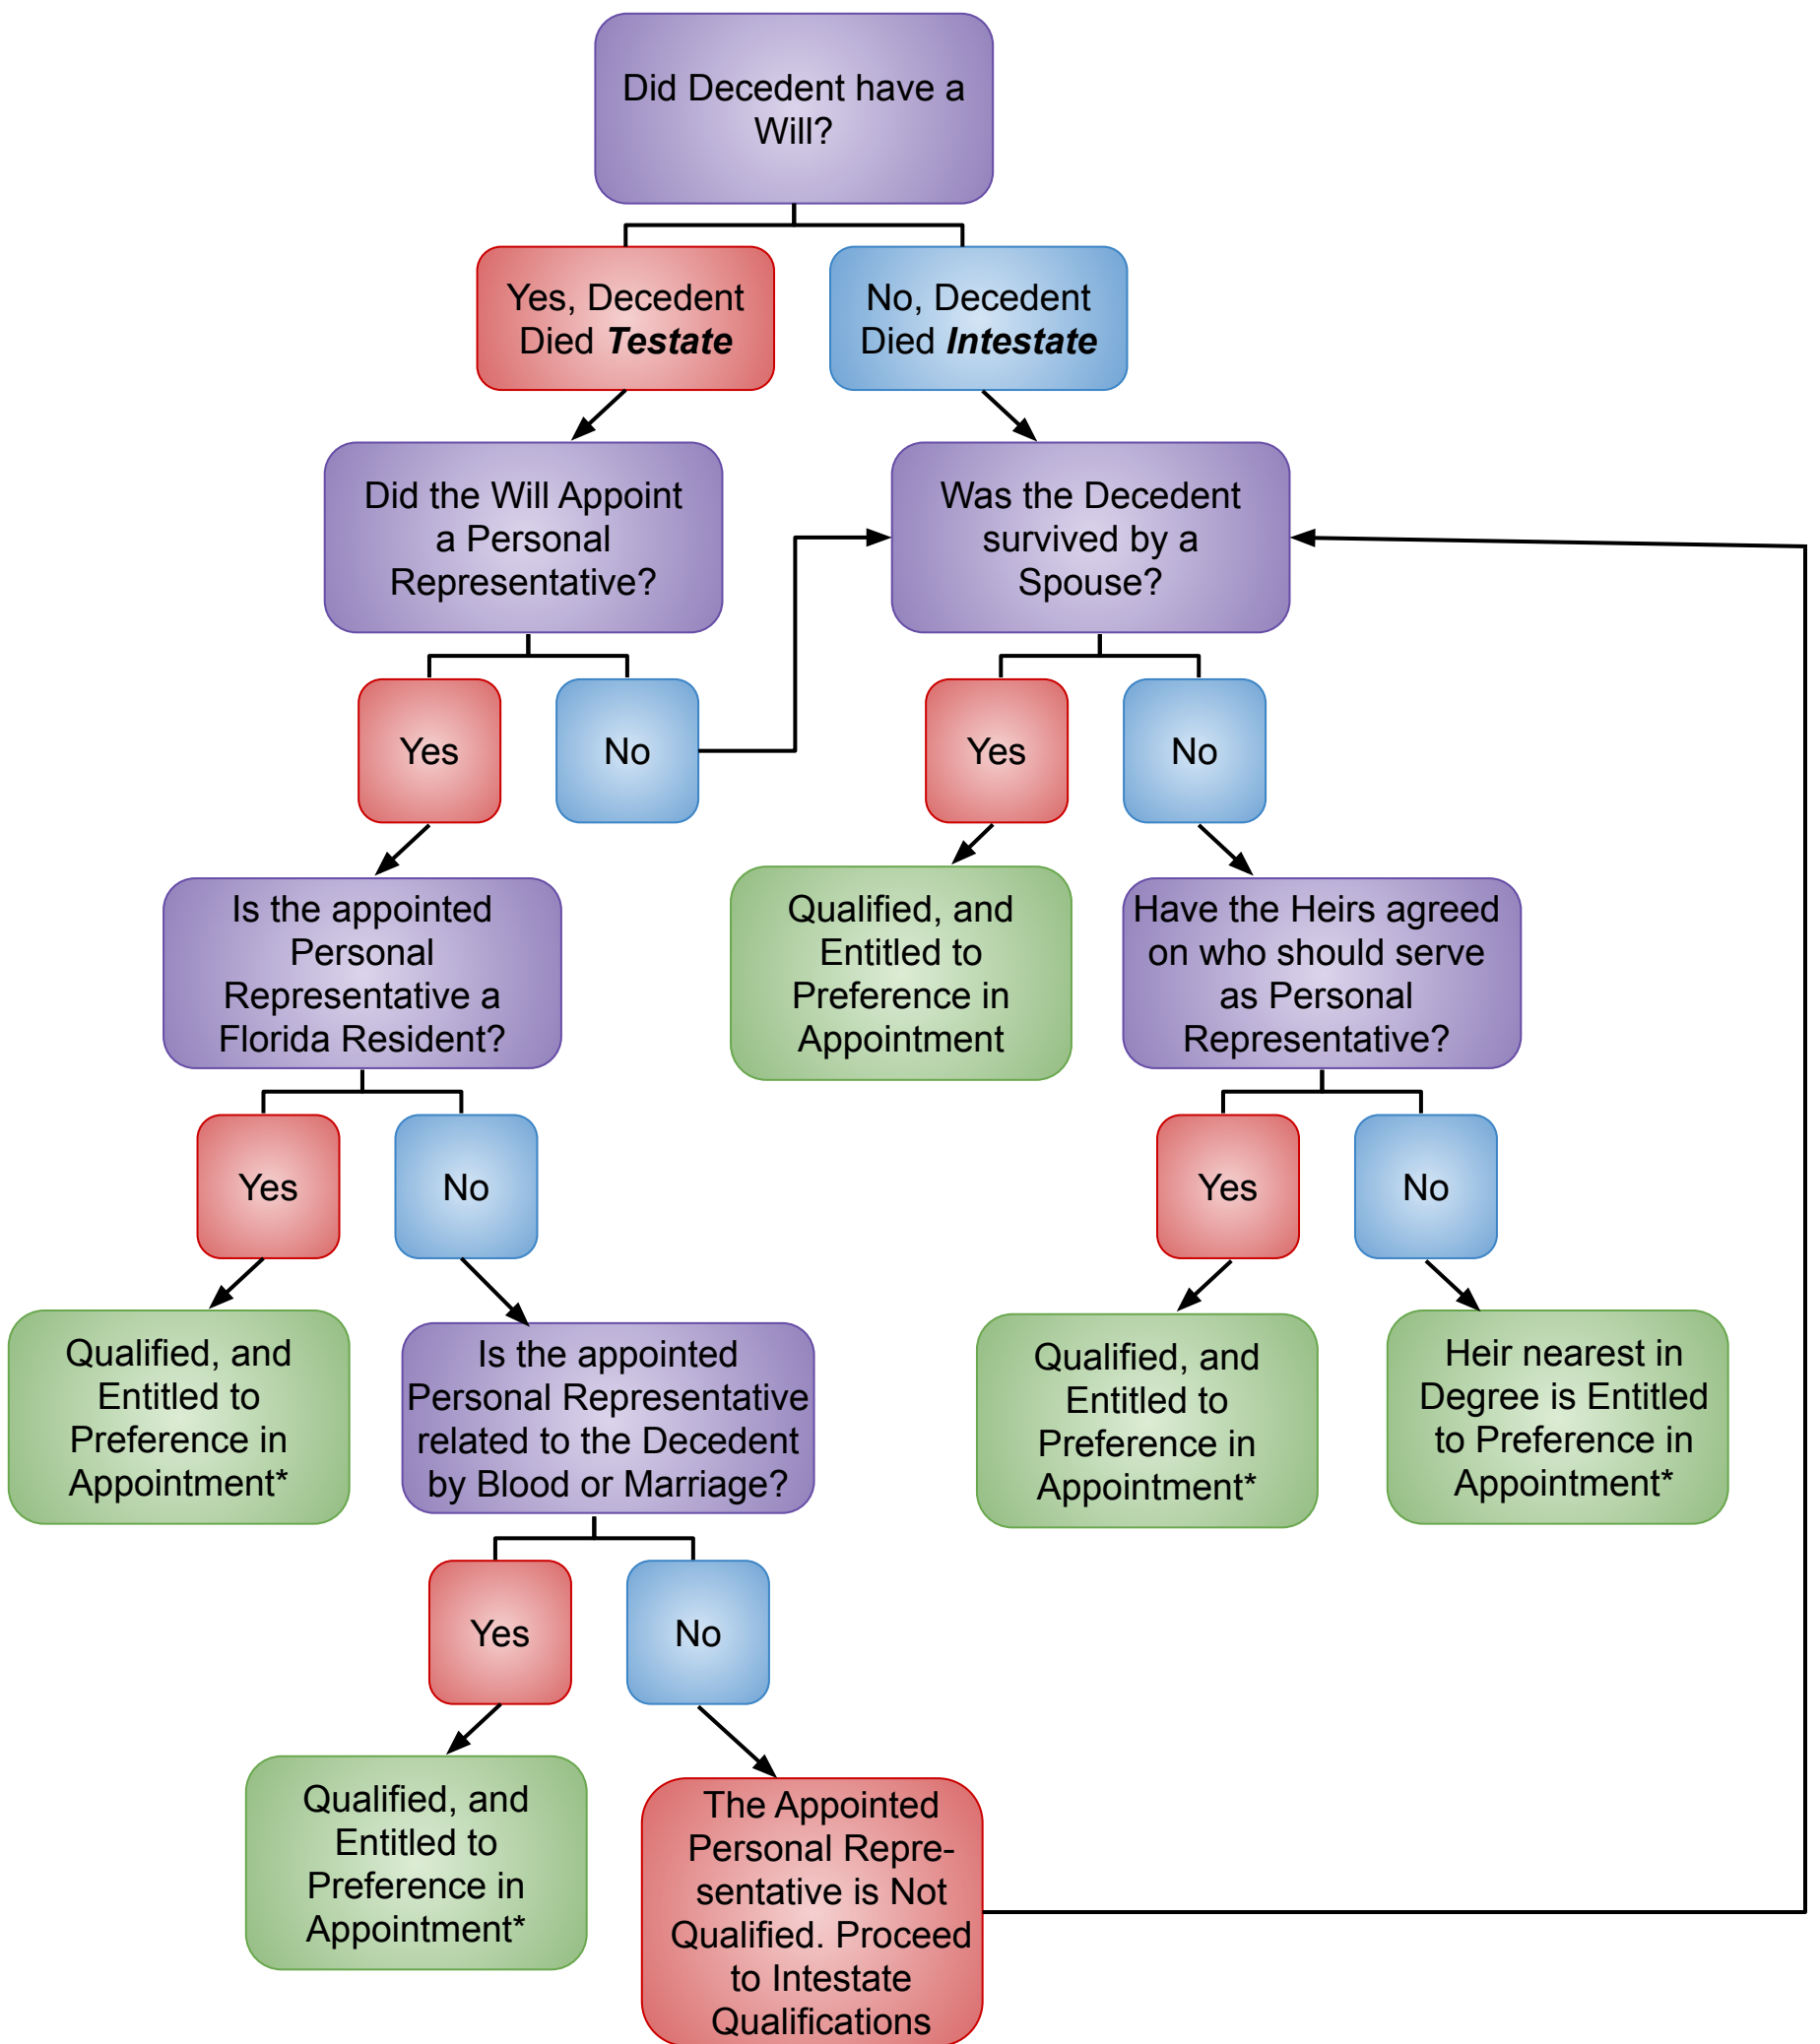 Did Decedent have a
Will?
Yes, Decedent
Died Testate
No, Decedent
Died Intestate
Did the Will Appoint
a Personal
Representative?
Was the Decedent
survived by a
Spouse?
Yes
No
Yes
No
Is the appointed
Personal
Representative a
Florida Resident?
Qualified, and
Entitled to
Preference in
Appointment
Have the Heirs agreed
on who should serve
as Personal
Representative?
Yes
No
Yes
No
Qualified, and
Entitled to
Preference in
Appointment*
Is the appointed
Personal Representative
related to the Decedent
by Blood or Marriage?
Qualified, and
Entitled to
Preference in
Appointment*
Heir nearest in
Degree is Entitled
to Preference in
Appointment*
Yes
No
Qualified, and
Entitled to
Preference in
Appointment*
The Appointed
Personal Repre-
sentative is Not
Qualified. Proceed
to Intestate
Qualifications